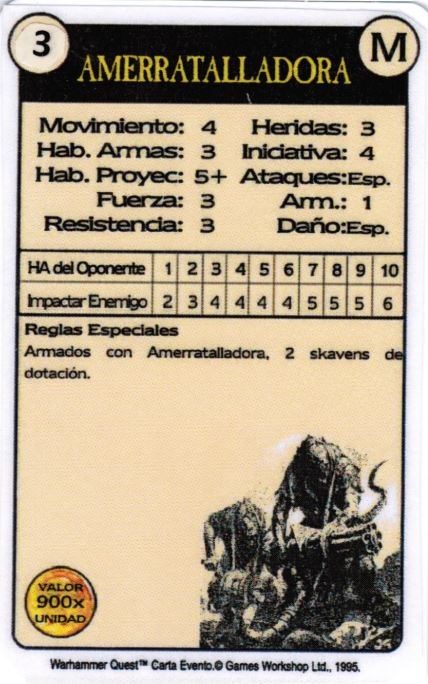 3
M
AMERRATALLADORA
Movimiento: 4 Heridas: 3
Hab. Armas: 3 Iniciativa: 4
Hab. Proyec: 5+ Ataques:Esp.
Fuerza: 3 Arm.: 1
Resistencia: 3 Daño:Esp.
HA del Oponente 1 2 3 4 5 6 7 8 9 10
Impactar Enemigo 2 3 4 4 4 4 5 5 5 6
Reglas Especiales
Armados con Amerratalladora, 2 skavens de
dotación.
VALOR
900x
UNIDAD
Warhammer Quest™ Carta Evento.© Games Workshop Ltd., 1995.